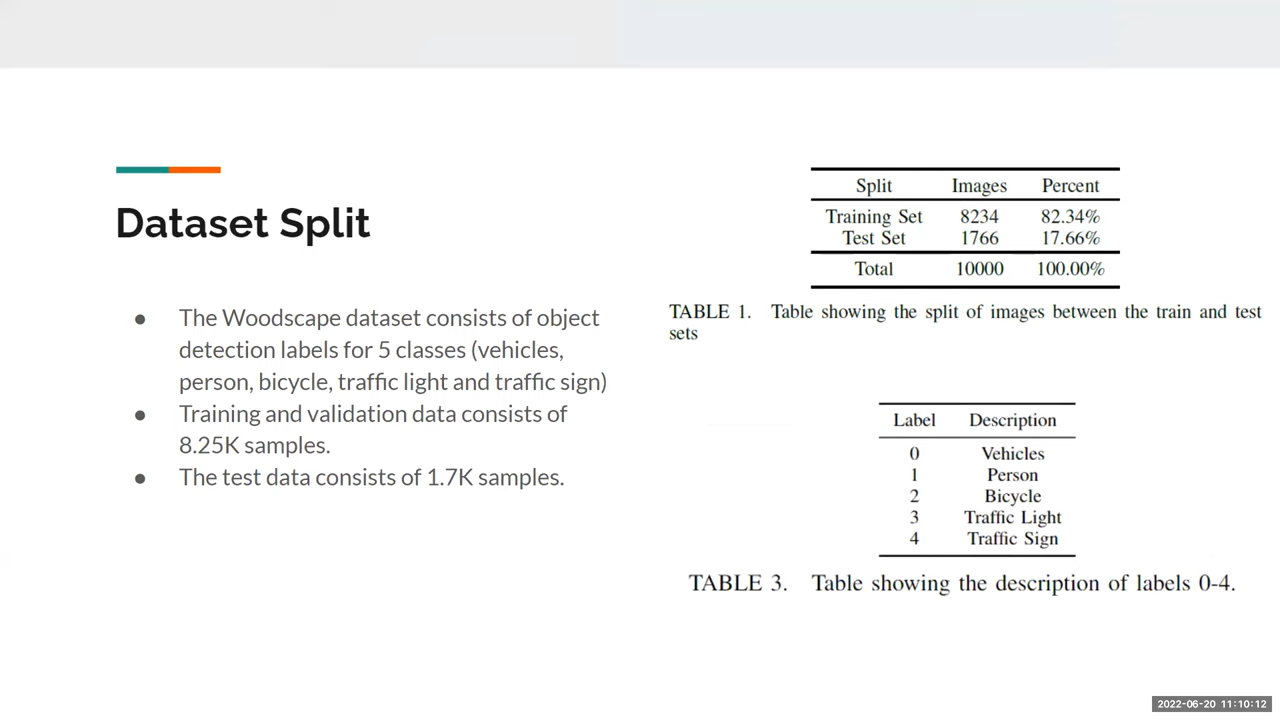 Dataset Split
● The Woodscape dataset consists of object
detection labels for 5 classes (vehicles,
person, bicycle, traffic light and traffic sign)
● Training and validation data consists of
8.25K samples.
● The test data consists of 1.7K samples.
Split Images Percent
Training Set 8234 82.34%
Test Set 1766 17.66%
Total 10000 100.00%
TABLE 1. Table showing the split of images between the train and test
sets
Label Description
0 Vehicles
1 Person
2 Bicycle
3 Traffic Light
4 Traffic Sign
TABLE 3. Table showing the description of labels 0-4.
2022-06-20 11:10:12